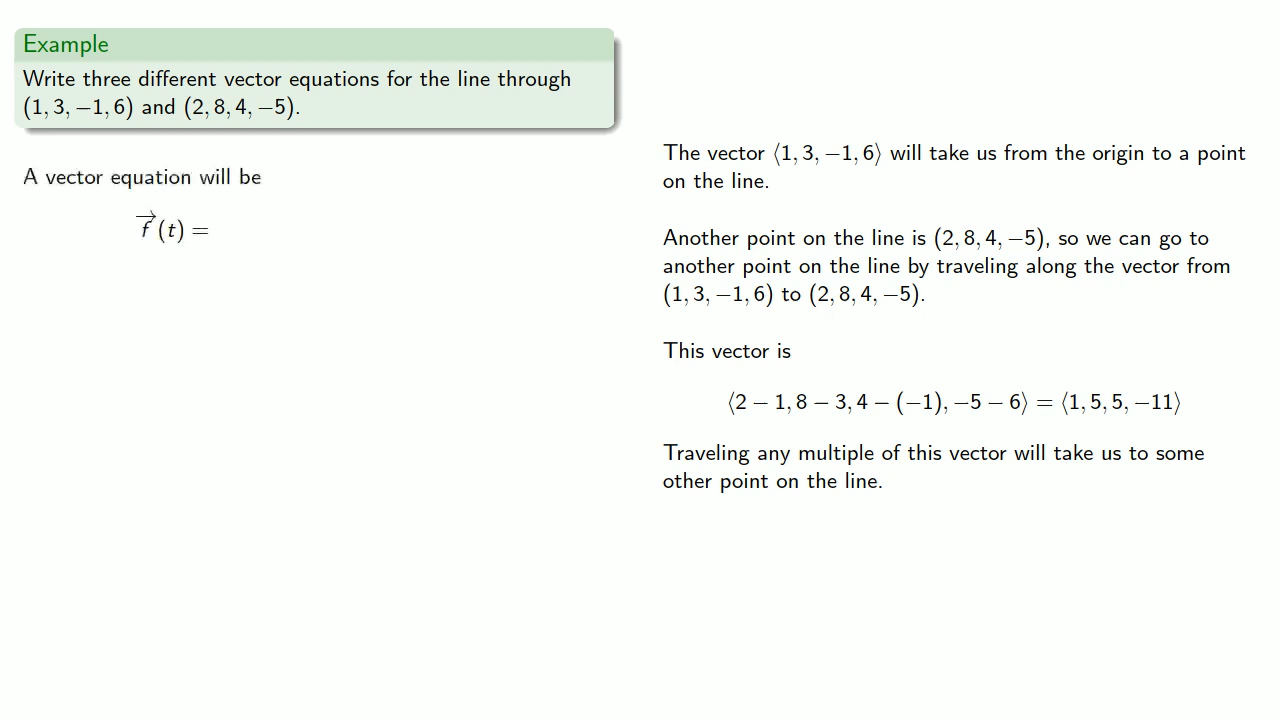 Example
Write three different vector equations for the line through
(1, 3, −1, 6) and (2, 8, 4, −5).
A vector equation will be
\overrightarrow{f}(t) =
The vector ⟨1, 3, −1, 6⟩ will take us from the origin to a point
on the line.
Another point on the line is (2, 8, 4, −5), so we can go to
another point on the line by traveling along the vector from
(1, 3, −1, 6) to (2, 8, 4, −5).
This vector is
⟨2 − 1, 8 − 3, 4 − (−1), −5 − 6⟩ = ⟨1, 5, 5, −11⟩
Traveling any multiple of this vector will take us to some
other point on the line.